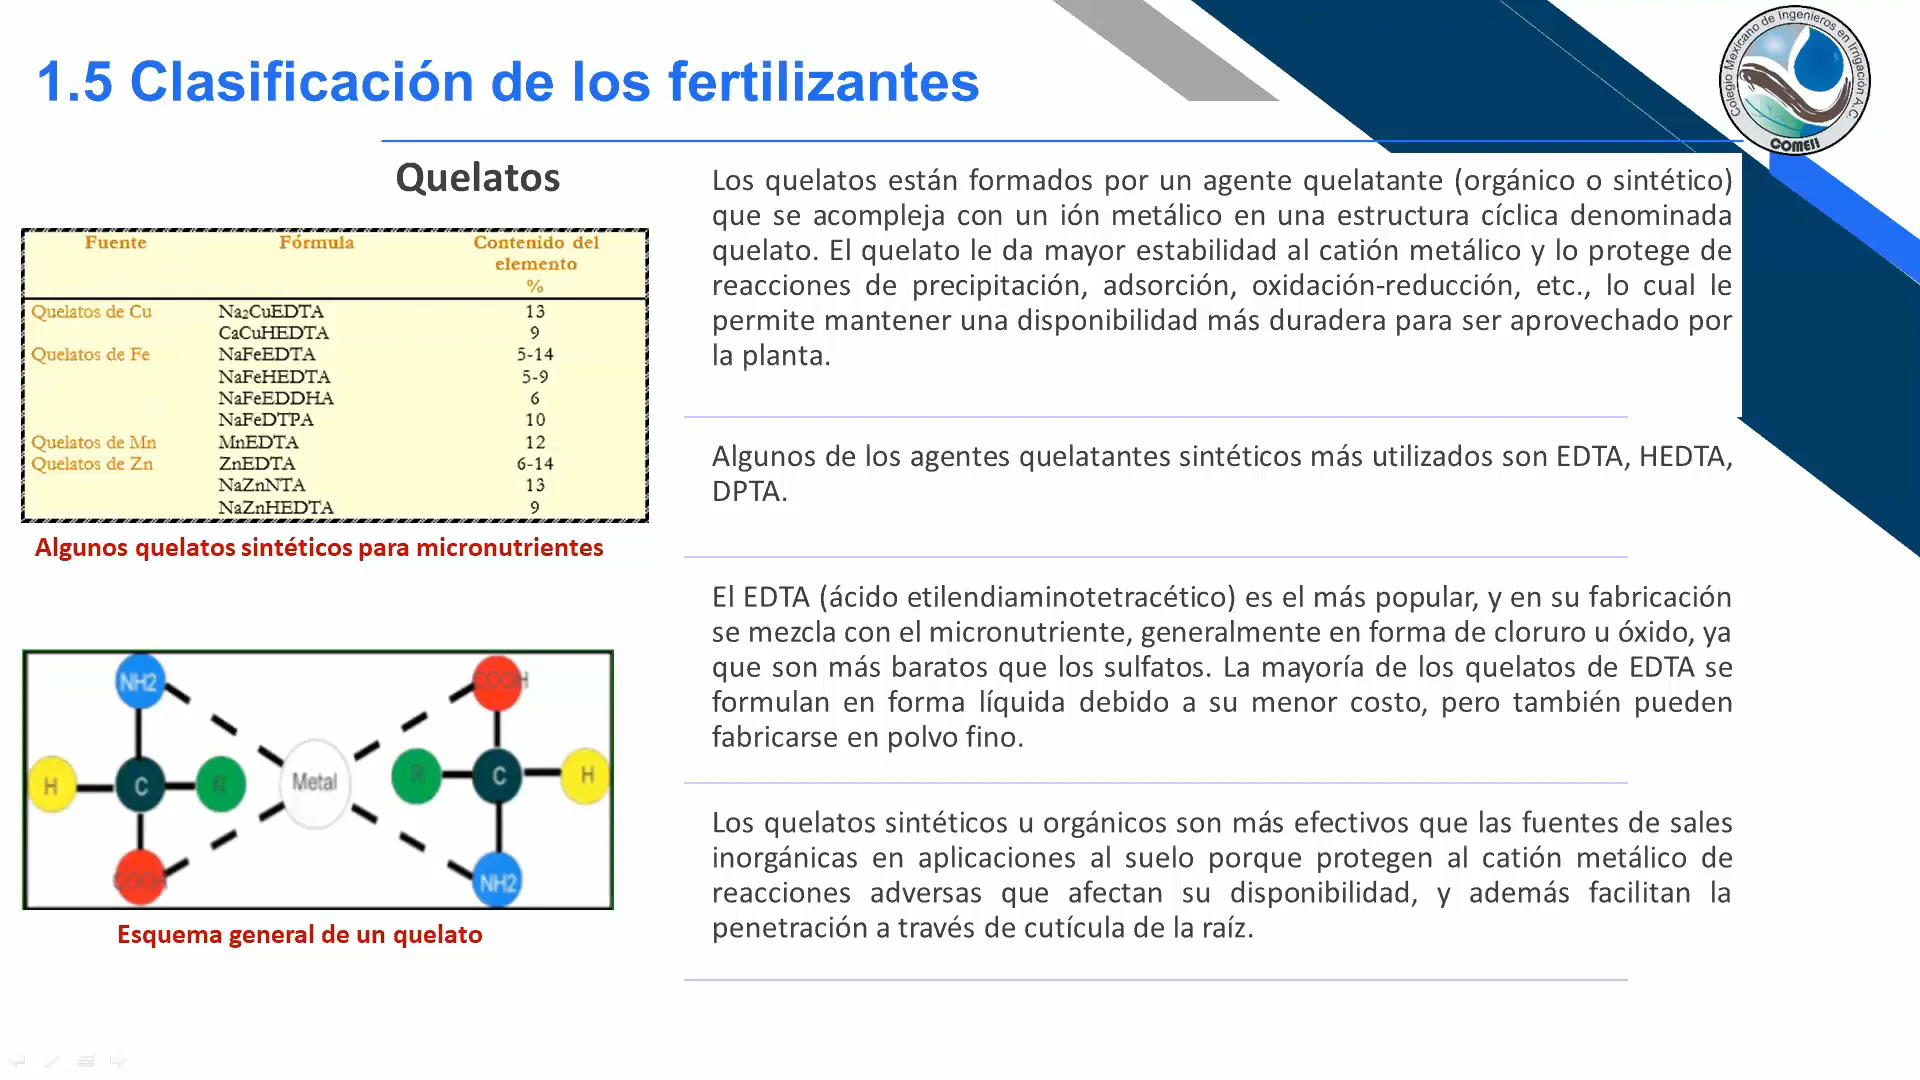 1.5 Clasificación de los fertilizantes
Colegio Mexicano de Ingenieros en Irrigación A.C.
COMEII
Quelatos
Fuente Fórmula Contenido del
elemento
%
Quelatos de Cu Na₂CuEDTA 13
CaCuHEDTA 9
Quelatos de Fe NaFeEDTA 5-14
NaFeHEDTA 5-9
NaFeEDDHA 6
NaFeDTPA 10
Quelatos de Mn MnEDTA 12
Quelatos de Zn ZnEDTA 6-14
NaZnNTA 13
NaZnHEDTA 9
Algunos quelatos sintéticos para micronutrientes
NH2 COOH
H C R Metal R C H
COOH NH2
Esquema general de un quelato
Los quelatos están formados por un agente quelatante (orgánico o sintético)
que se acompleja con un ión metálico en una estructura cíclica denominada
quelato. El quelato le da mayor estabilidad al catión metálico y lo protege de
reacciones de precipitación, adsorción, oxidación-reducción, etc., lo cual le
permite mantener una disponibilidad más duradera para ser aprovechado por
la planta.
Algunos de los agentes quelatantes sintéticos más utilizados son EDTA, HEDTA,
DPTA.
El EDTA (ácido etilendiaminotetracético) es el más popular, y en su fabricación
se mezcla con el micronutriente, generalmente en forma de cloruro u óxido, ya
que son más baratos que los sulfatos. La mayoría de los quelatos de EDTA se
formulan en forma líquida debido a su menor costo, pero también pueden
fabricarse en polvo fino.
Los quelatos sintéticos u orgánicos son más efectivos que las fuentes de sales
inorgánicas en aplicaciones al suelo porque protegen al catión metálico de
reacciones adversas que afectan su disponibilidad, y además facilitan la
penetración a través de cutícula de la raíz.